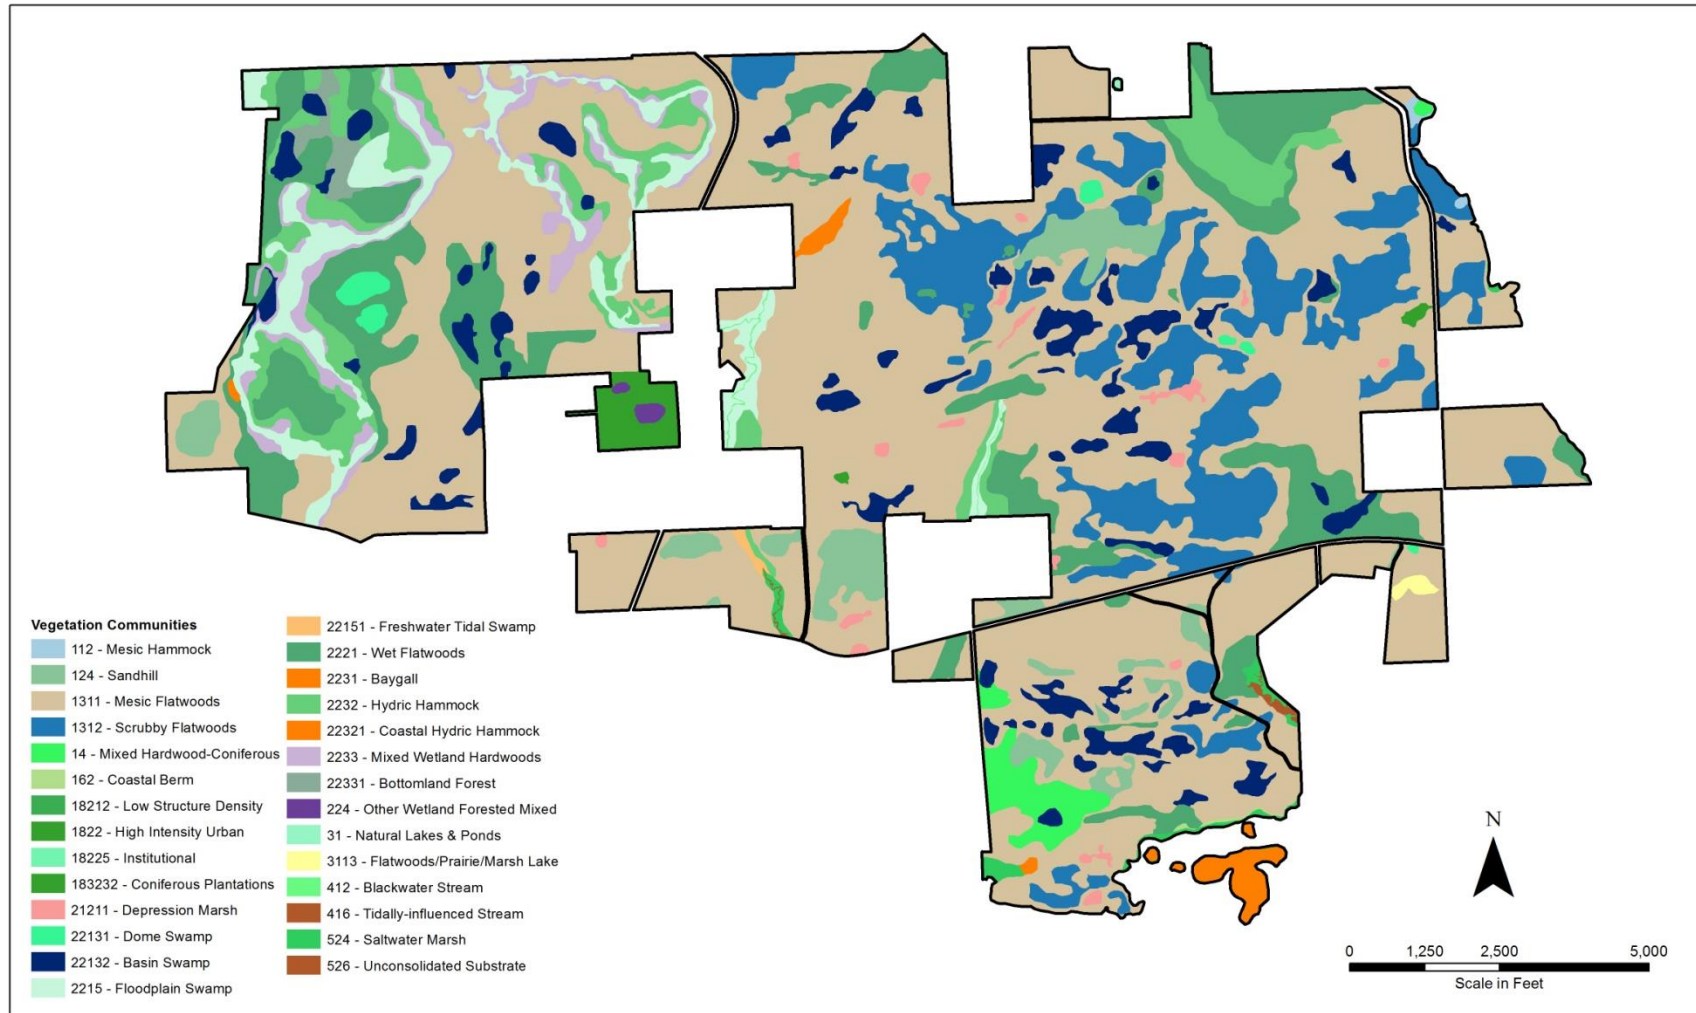 Vegetation Communities
112 - Mesic Hammock
124 - Sandhill
1311 - Mesic Flatwoods
1312 - Scrubby Flatwoods
14 - Mixed Hardwood-Coniferous
162 - Coastal Berm
18212 - Low Structure Density
1822 - High Intensity Urban
18225 - Institutional
183232 - Coniferous Plantations
21211 - Depression Marsh
22131 - Dome Swamp
22132 - Basin Swamp
2215 - Floodplain Swamp
22151 - Freshwater Tidal Swamp
2221 - Wet Flatwoods
2231 - Baygall
2232 - Hydric Hammock
22321 - Coastal Hydric Hammock
2233 - Mixed Wetland Hardwoods
22331 - Bottomland Forest
224 - Other Wetland Forested Mixed
31 - Natural Lakes & Ponds
3113 - Flatwoods/Prairie/Marsh Lake
412 - Blackwater Stream
416 - Tidally-influenced Stream
524 - Saltwater Marsh
526 - Unconsolidated Substrate
N
0 1,250 2,500 5,000
Scale in Feet